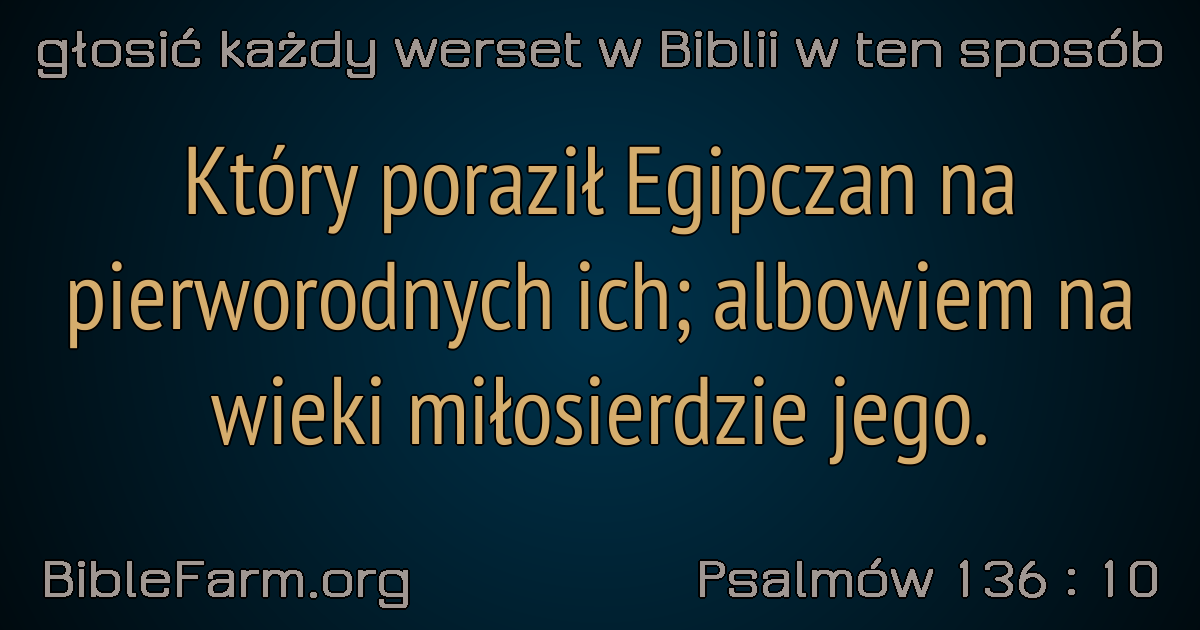 głosić każdy werset w Biblii w ten sposób
Który poraził Egipczan na
pierworodnych ich; albowiem na
wieki miłosierdzie jego.
BibleFarm.org
Psalmów 136 : 10